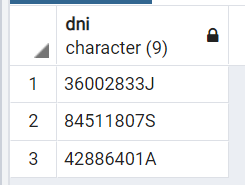 dni
character (9)
1 36002833J
2 84511807S
3 42886401A